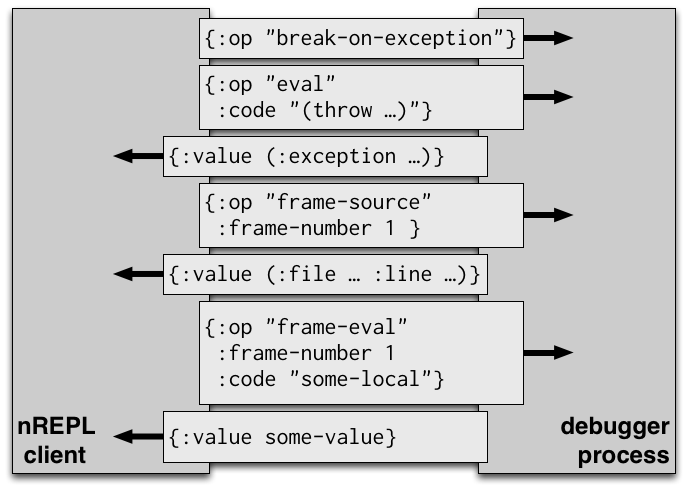 {:op "break-on-exception"}
{:op "eval"
:code "(throw …)"}
{:value (:exception …)}
{:op "frame-source"
:frame-number 1 }
{:value (:file … :line …)}
{:op "frame-eval"
:frame-number 1
:code "some-local"}
{:value some-value}
nREPL
client
debugger
process